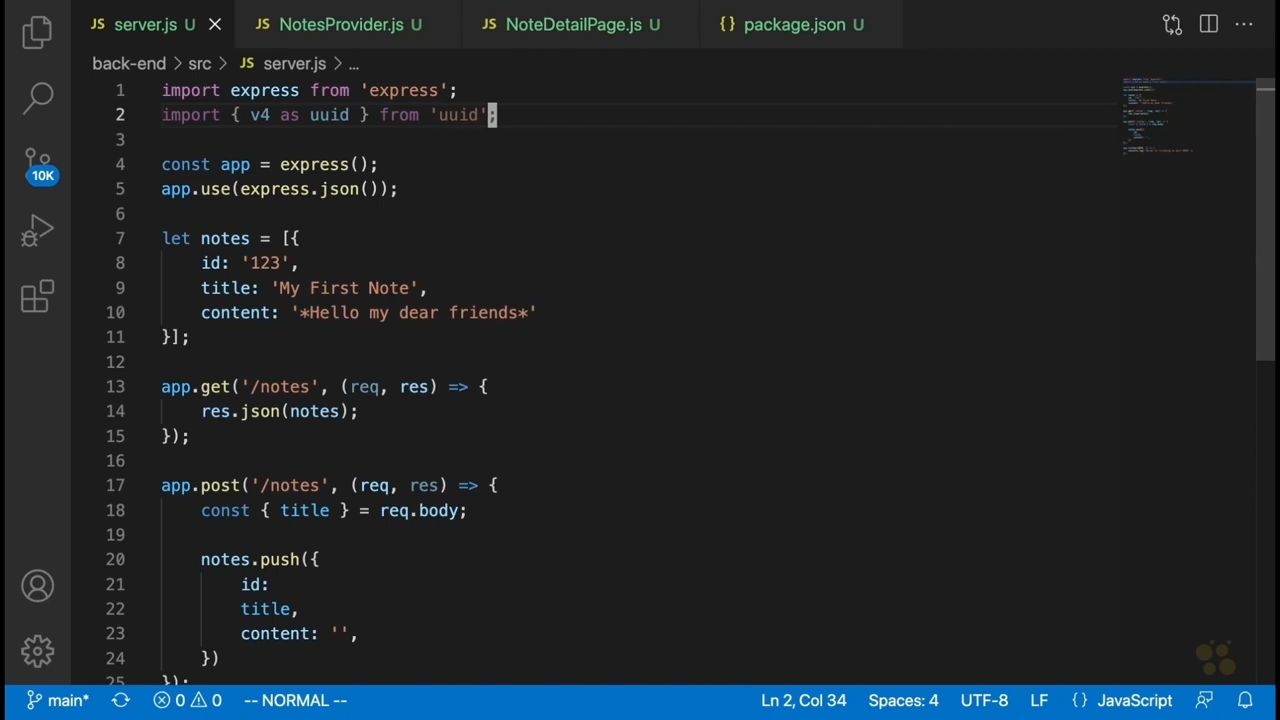 JS server.js U ×
JS NotesProvider.js U
JS NoteDetailPage.js U
{} package.json U
back-end > src > JS server.js > ...
1 import express from 'express';
2 import { v4 as uuid } from 'uuid';
3
4 const app = express();
5 app.use(express.json());
6
7 let notes = [{
8 id: '123',
9 title: 'My First Note',
10 content: '*Hello my dear friends*'
11 }];
12
13 app.get('/notes', (req, res) => {
14 res.json(notes);
15 });
16
17 app.post('/notes', (req, res) => {
18 const { title } = req.body;
19
20 notes.push({
21 id:
22 title,
23 content: '',
24 })
25 });
10K
main* 0 0 -- NORMAL -- Ln 2, Col 34 Spaces: 4 UTF-8 LF {} JavaScript